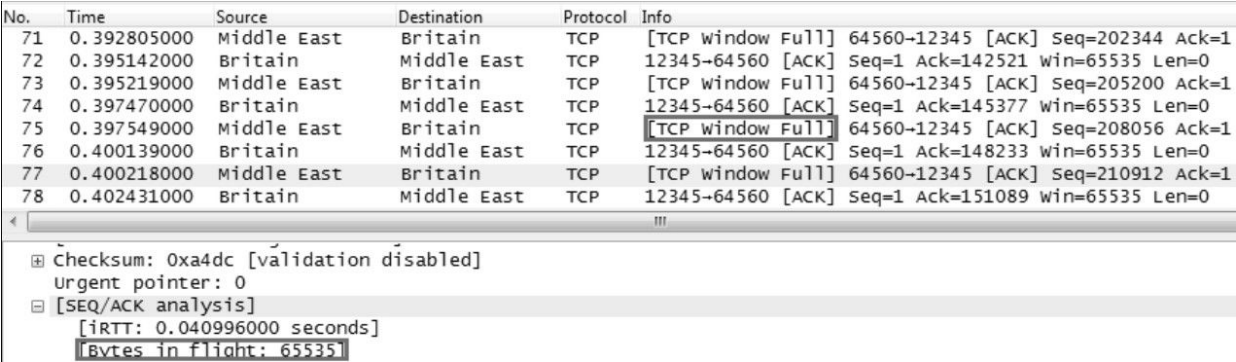 No. Time Source Destination Protocol Info
71 0.392805000 Middle East Britain TCP [TCP Window Full] 64560→12345 [ACK] Seq=202344 Ack=1
72 0.395142000 Britain Middle East TCP 12345→64560 [ACK] Seq=1 Ack=142521 Win=65535 Len=0
73 0.395219000 Middle East Britain TCP [TCP Window Full] 64560→12345 [ACK] Seq=205200 Ack=1
74 0.397470000 Britain Middle East TCP 12345→64560 [ACK] Seq=1 Ack=145377 Win=65535 Len=0
75 0.397549000 Middle East Britain TCP [TCP Window Full] 64560→12345 [ACK] Seq=208056 Ack=1
76 0.400139000 Britain Middle East TCP 12345→64560 [ACK] Seq=1 Ack=148233 Win=65535 Len=0
77 0.400218000 Middle East Britain TCP [TCP Window Full] 64560→12345 [ACK] Seq=210912 Ack=1
78 0.402431000 Britain Middle East TCP 12345→64560 [ACK] Seq=1 Ack=151089 Win=65535 Len=0
Checksum: 0xa4dc [validation disabled]
Urgent pointer: 0
[SEQ/ACK analysis]
[iRTT: 0.040996000 seconds]
[Bytes in flight: 65535]